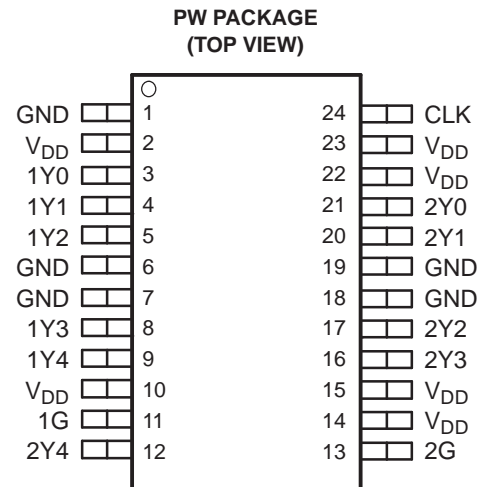 PW PACKAGE
(TOP VIEW)
GND 1 24 CLK
VDD 2 23 VDD
1Y0 3 22 VDD
1Y1 4 21 2Y0
1Y2 5 20 2Y1
GND 6 19 GND
GND 7 18 GND
1Y3 8 17 2Y2
1Y4 9 16 2Y3
VDD 10 15 VDD
1G 11 14 VDD
2Y4 12 13 2G